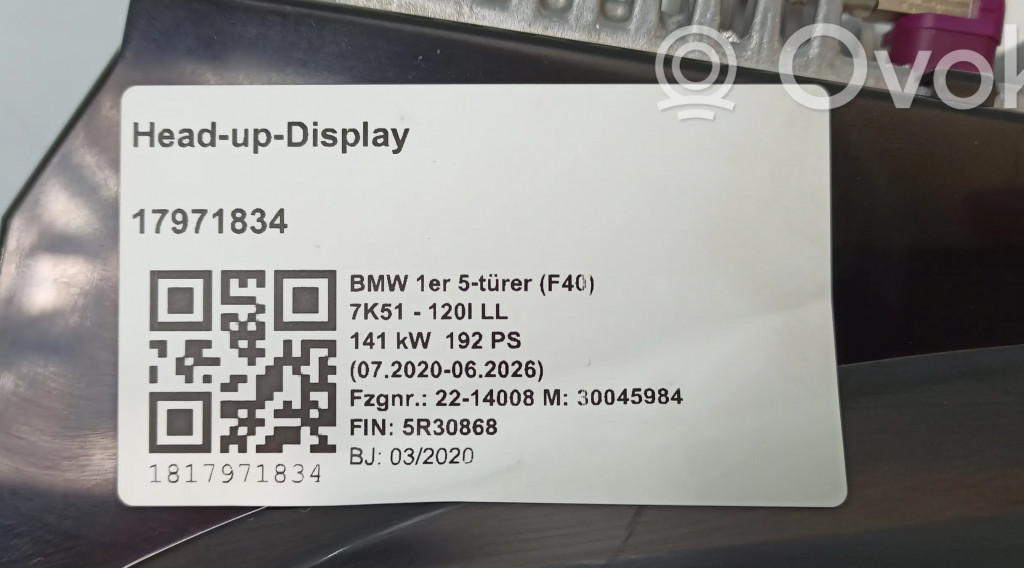 Ovok
Head-up-Display
17971834
BMW 1er 5-türer (F40)
7K51 - 120I LL
141 kW 192 PS
(07.2020-06.2026)
Fzgnr.: 22-14008 M: 30045984
FIN: 5R30868
BJ: 03/2020
1817971834